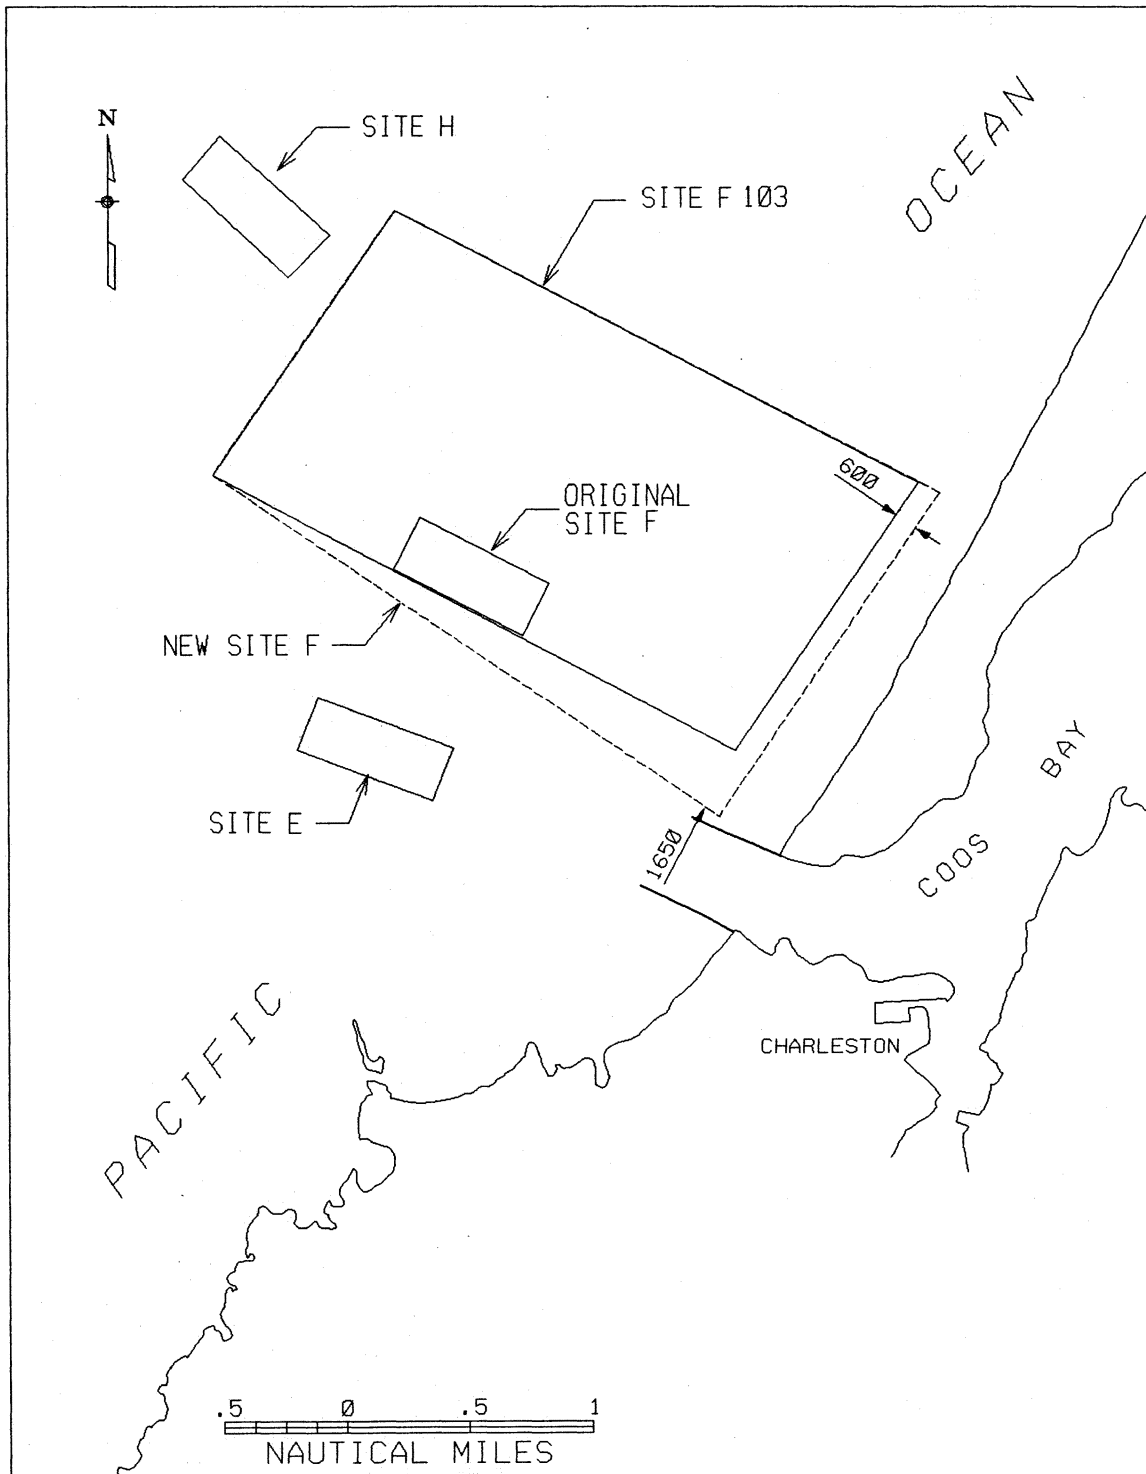 N
SITE H
SITE F 103
OCEAN
600
ORIGINAL
SITE F
NEW SITE F
BAY
SITE E
1650
COOS
PACIFIC
CHARLESTON
.5 0 .5 1
NAUTICAL MILES